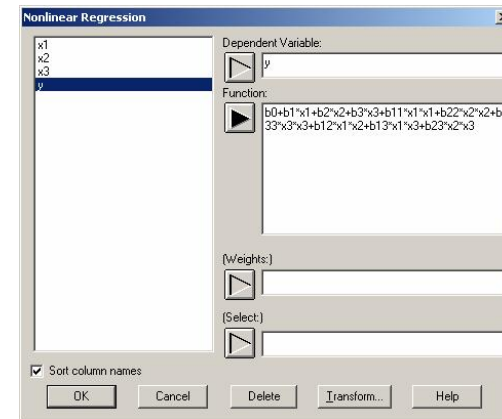 Nonlinear Regression
x1
x2
x3
y
Dependent Variable:
y
Function:
b0+b1*x1+b2*x2+b3*x3+b11*x1*x1+b22*x2*x2+b
33*x3*x3+b12*x1*x2+b13*x1*x3+b23*x2*x3
(Weights:)
(Select:)
Sort column names
OK
Cancel
Delete
Transform...
Help